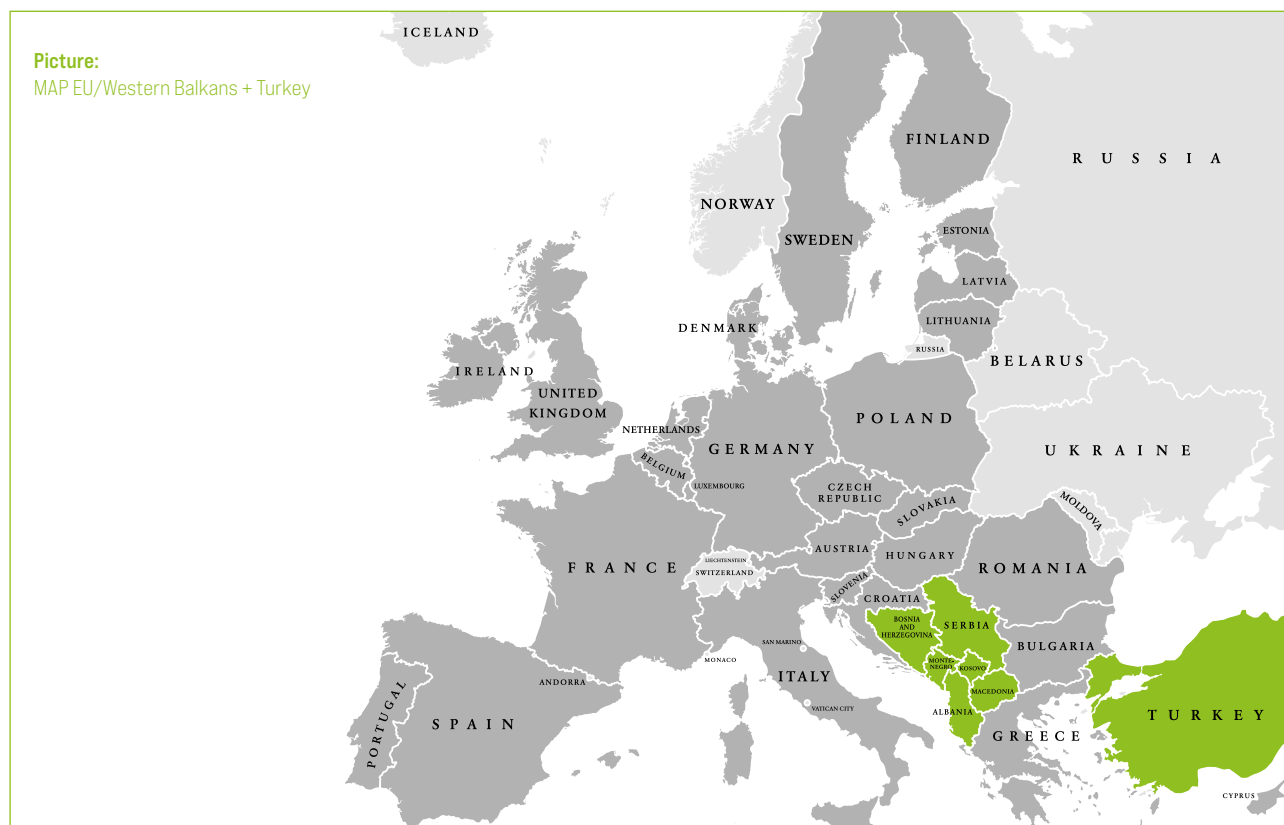 Picture:
MAP EU/Western Balkans + Turkey
ICELAND
FINLAND
RUSSIA
NORWAY
SWEDEN
ESTONIA
LATVIA
LITHUANIA
DENMARK
RUSSIA
BELARUS
IRELAND
UNITED
KINGDOM
POLAND
NETHERLANDS
GERMANY
UKRAINE
BELGIUM
LUXEMBOURG
CZECH
REPUBLIC
SLOVAKIA
MOLDOVA
AUSTRIA
HUNGARY
FRANCE
LIECHTENSTEIN
SWITZERLAND
ROMANIA
SLOVENIA
CROATIA
BOSNIA
AND
HERZEGOVINA
SERBIA
SAN MARINO
BULGARIA
MONACO
MONTE-
NEGRO
KOSOVO
ANDORRA
ITALY
MACEDONIA
PORTUGAL
SPAIN
VATICAN CITY
ALBANIA
TURKEY
GREECE
CYPRUS